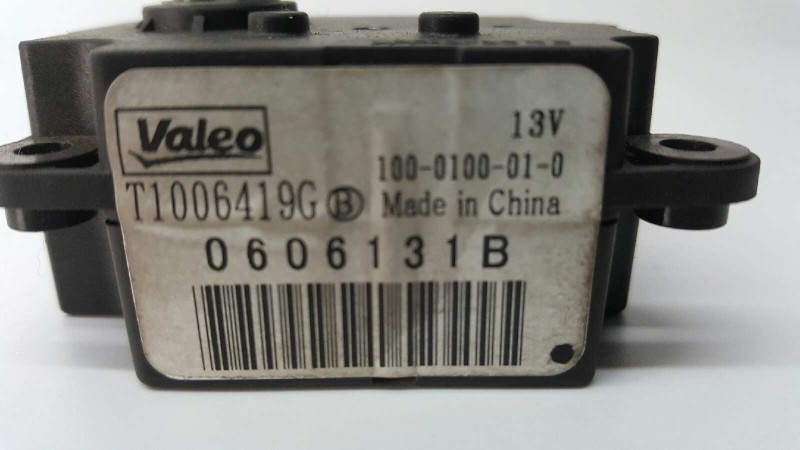 Valeo
13V
100-0100-01-0
T1006419G Ⓑ Made in China
0606131B